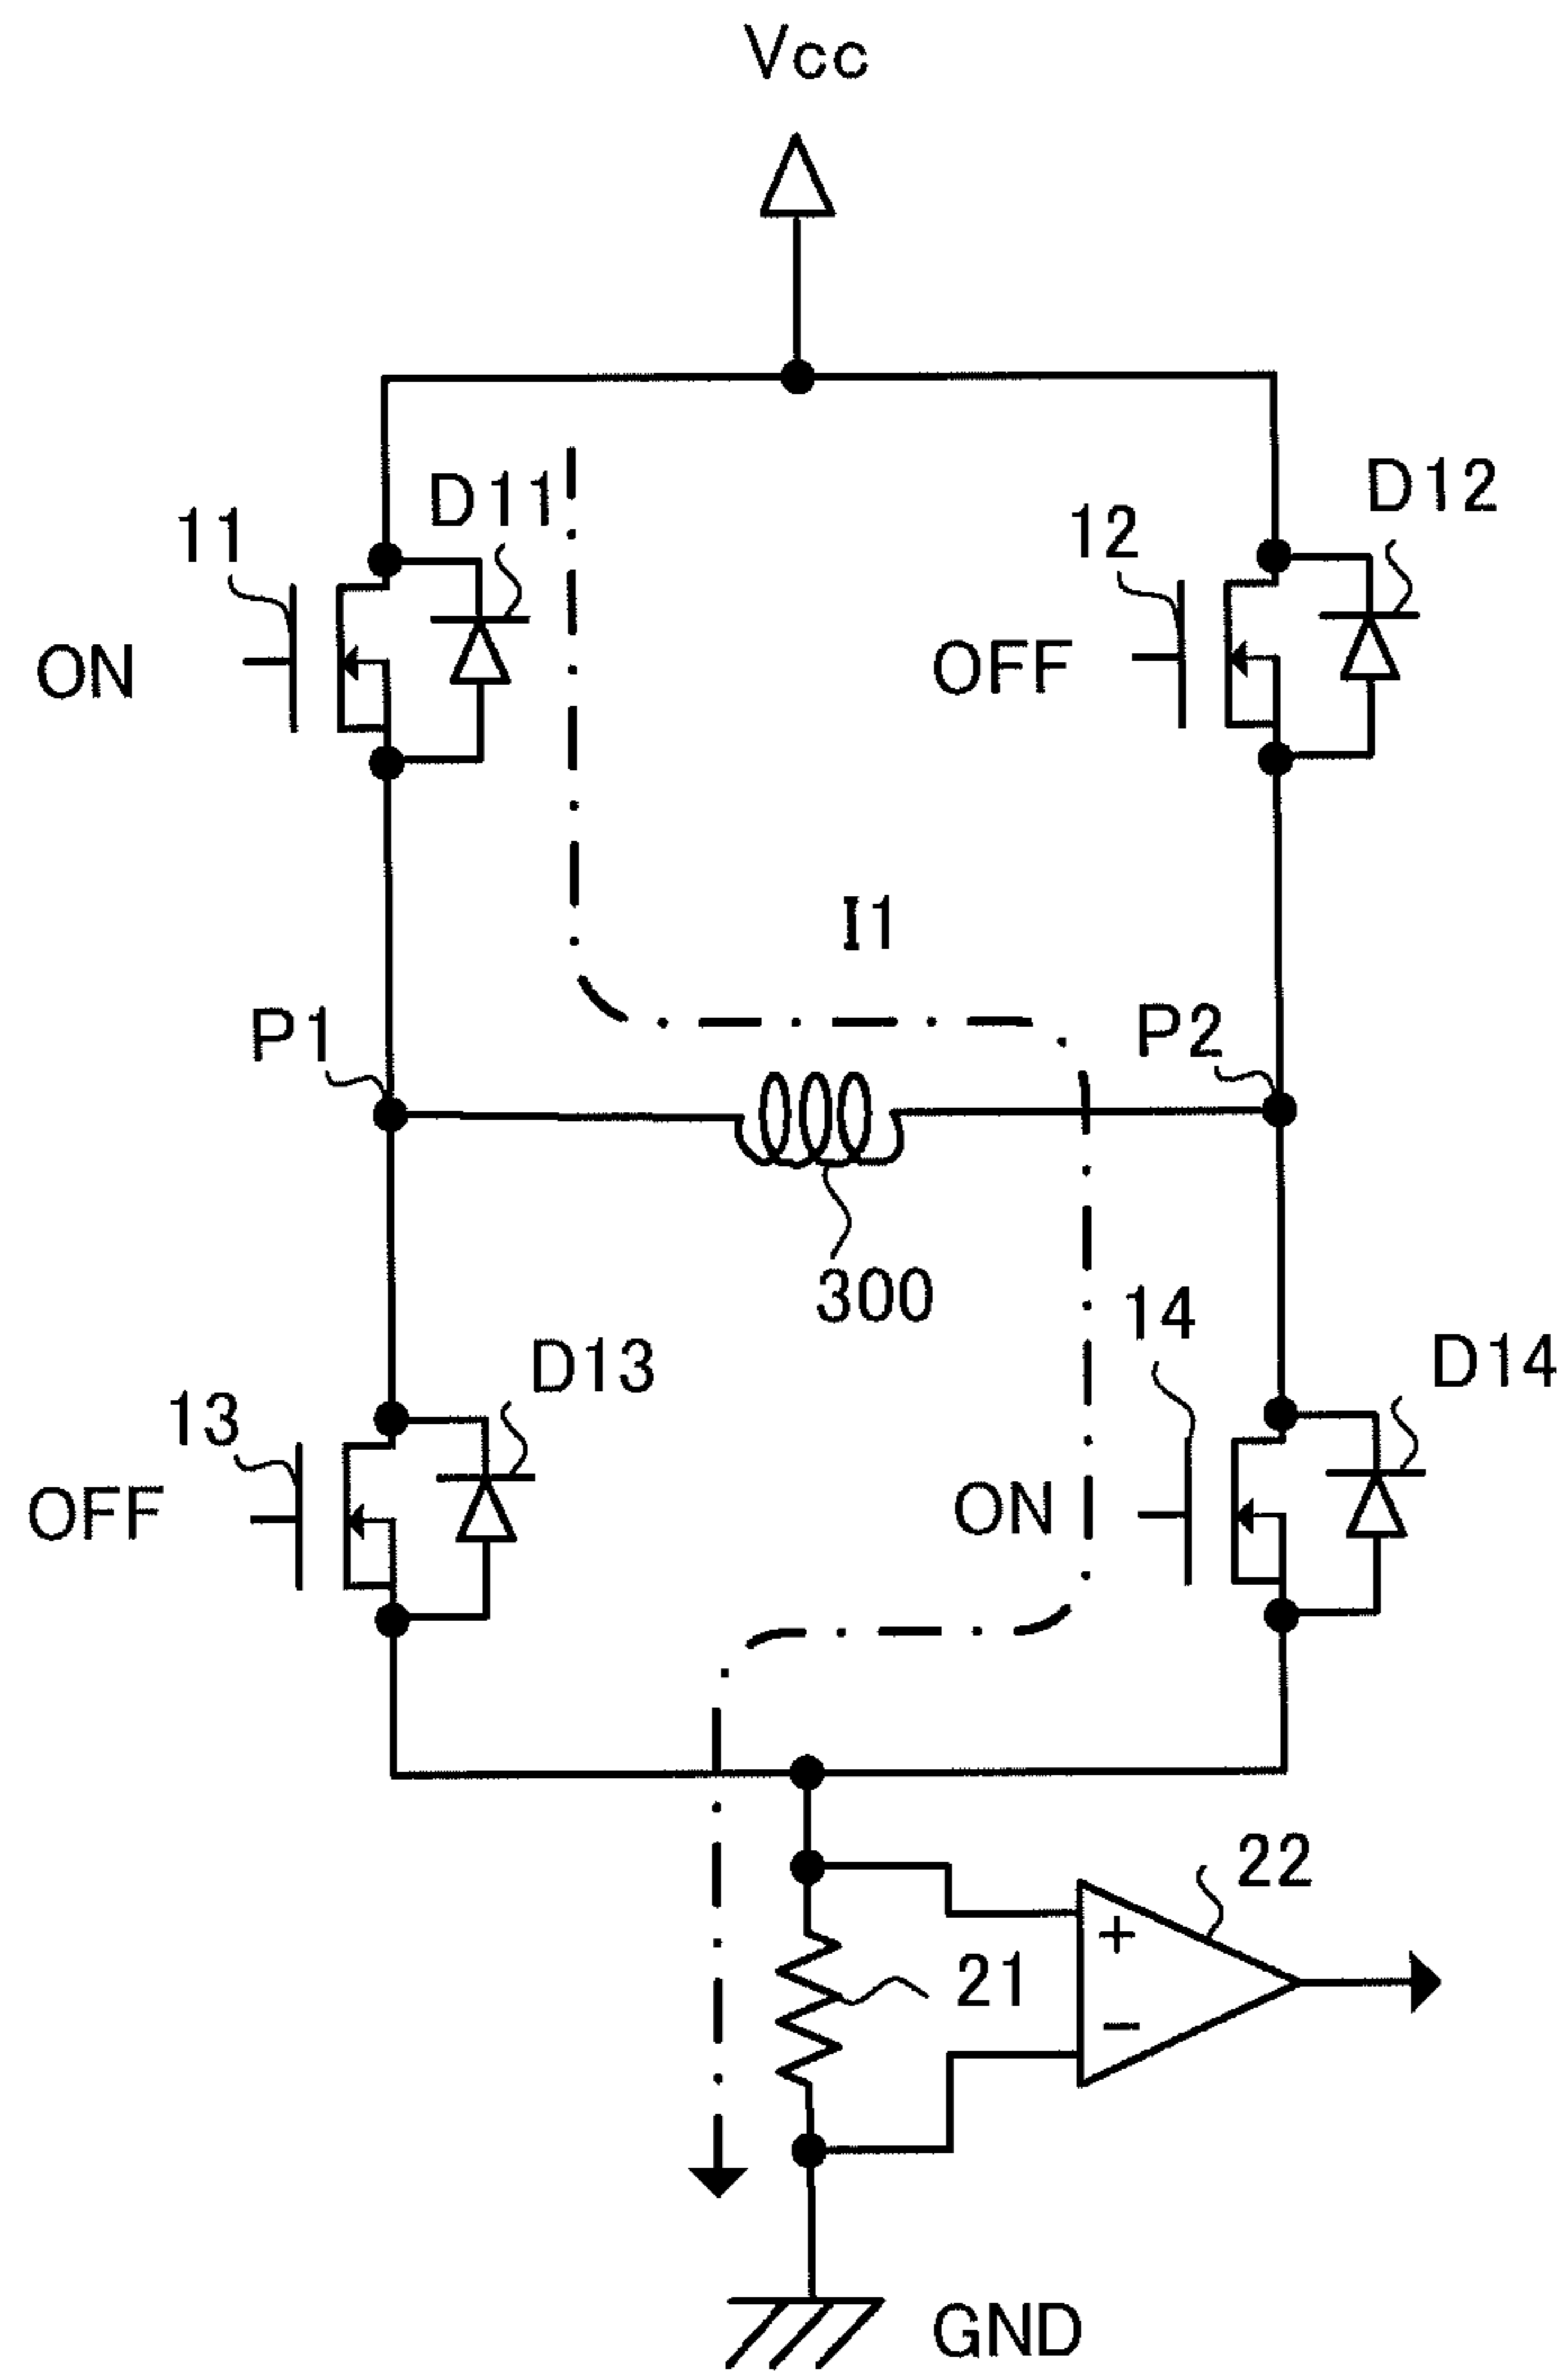 Vcc
D11
D12
11
12
ON
OFF
I1
P1
P2
300
14
D13
D14
13
OFF
ON
22
+
21
−
GND